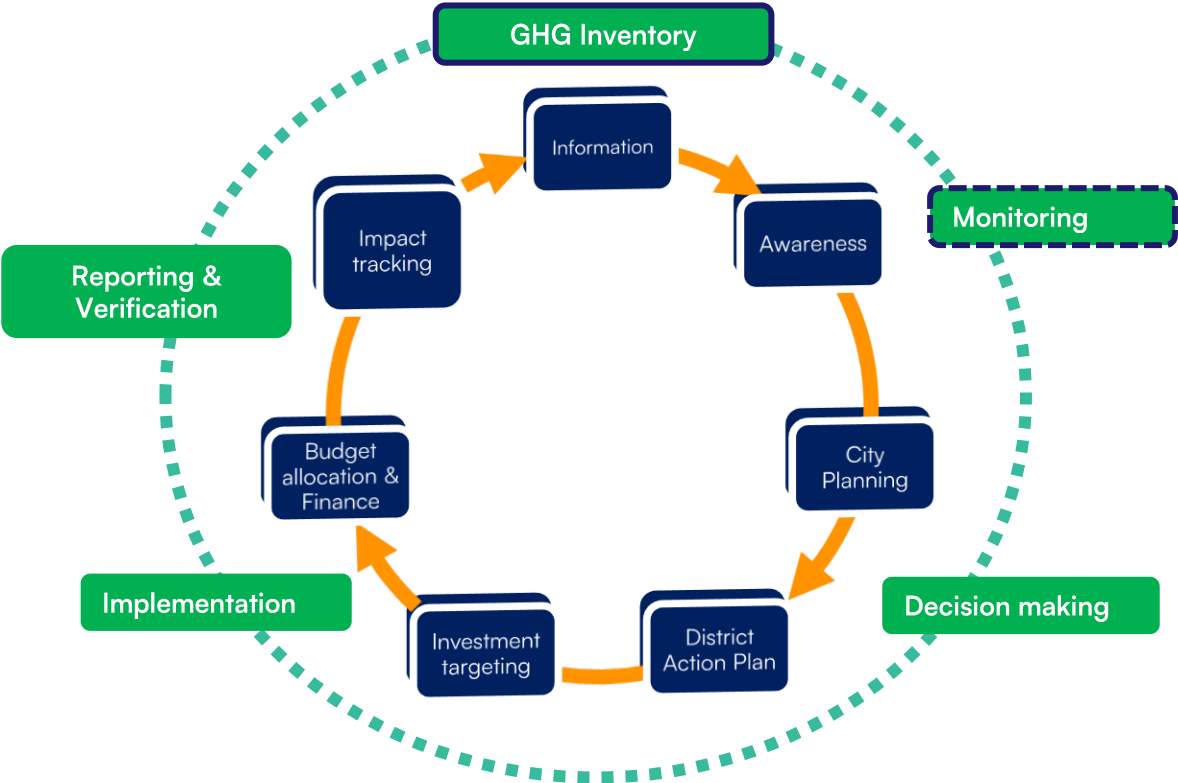 GHG Inventory
Information
Monitoring
Awareness
Impact
tracking
Reporting &
Verification
City
Planning
Budget
allocation &
Finance
Implementation
Decision making
Investment
targeting
District
Action Plan